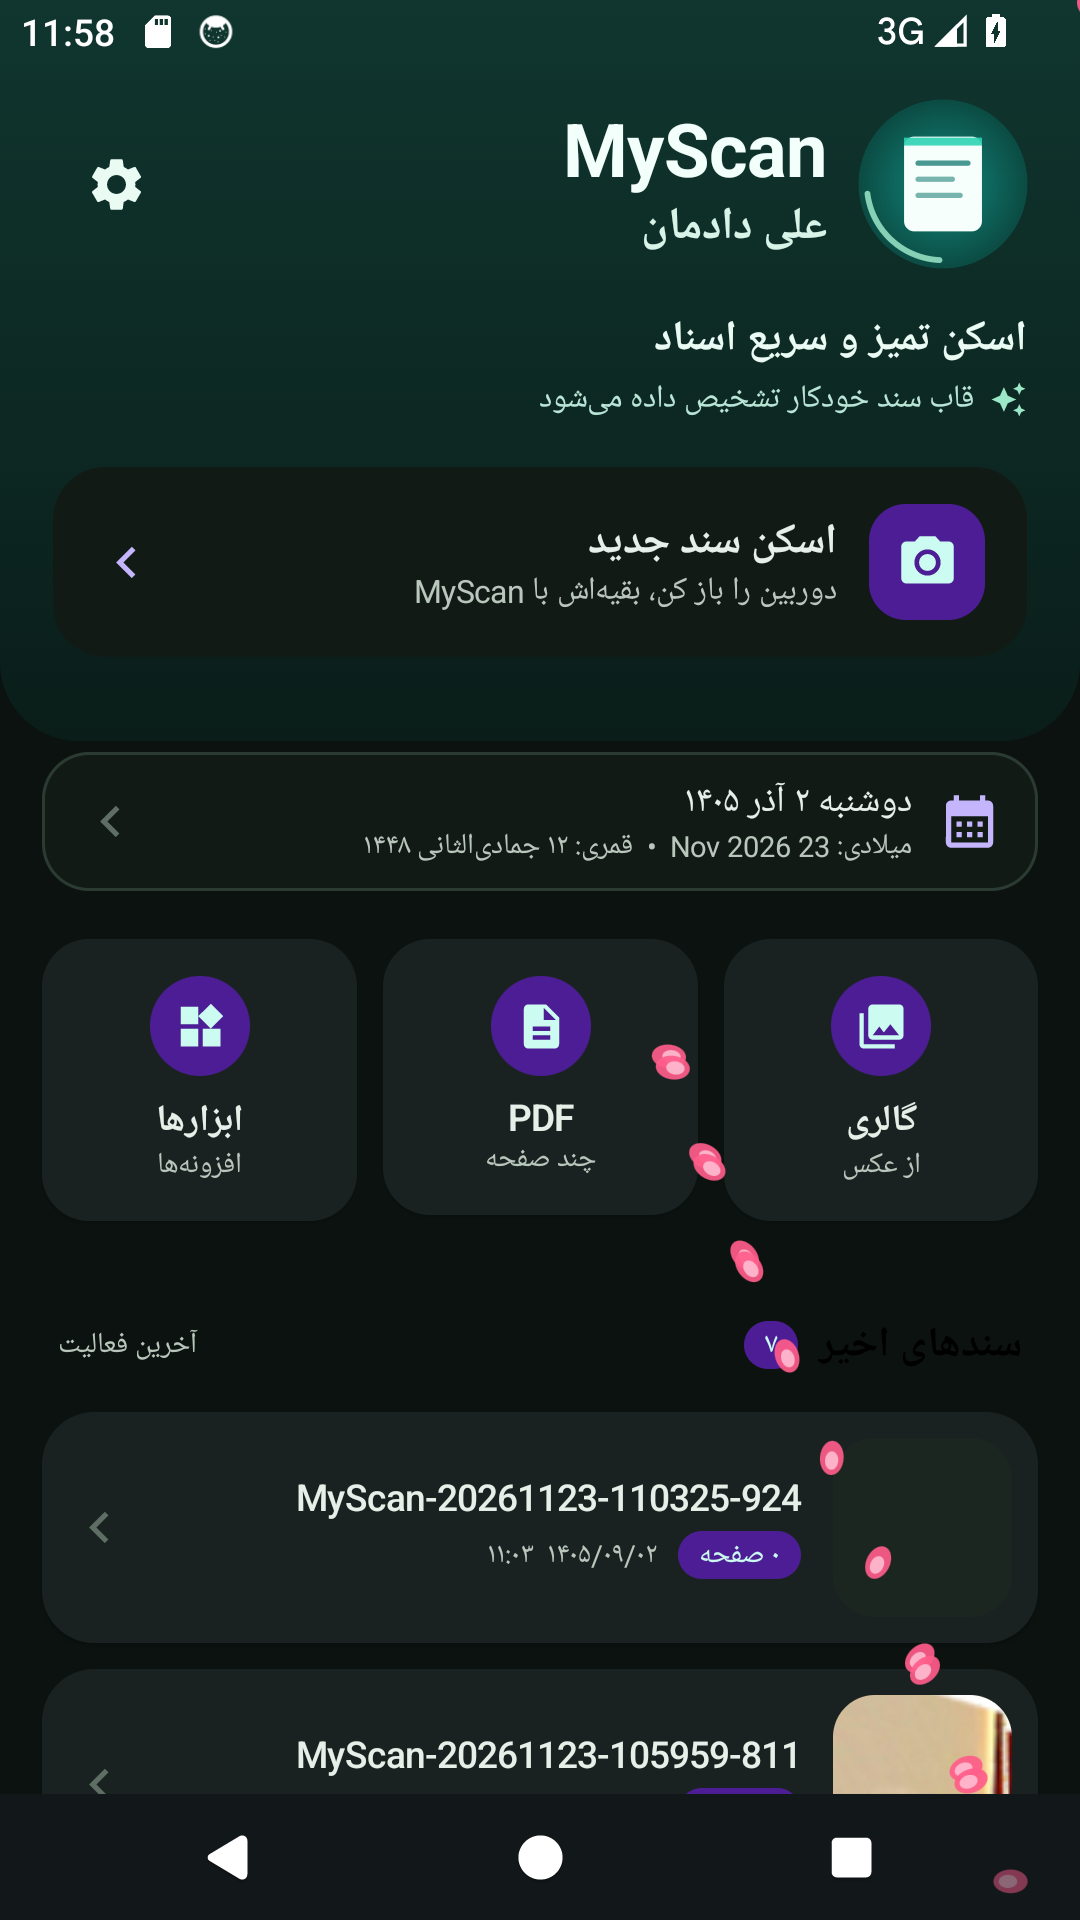 11:58
3G
MyScan
علی دادمان
اسکن تمیز و سریع اسناد
قاب سند خودکار تشخیص داده می‌شود
اسکن سند جدید
دوربین را باز کن، بقیه‌اش با MyScan
دوشنبه ۲ آذر ۱۴۰۵
میلادی: 23 Nov 2026 • قمری: ۱۲ جمادی‌الثانی ۱۴۴۸
گالری
از عکس
PDF
چند صفحه
ابزارها
افزونه‌ها
سندهای اخیر
۷
آخرین فعالیت
MyScan-20261123-110325-924
۰ صفحه
۱۴۰۵/۰۹/۰۲ ۱۱:۰۳
MyScan-20261123-105959-811